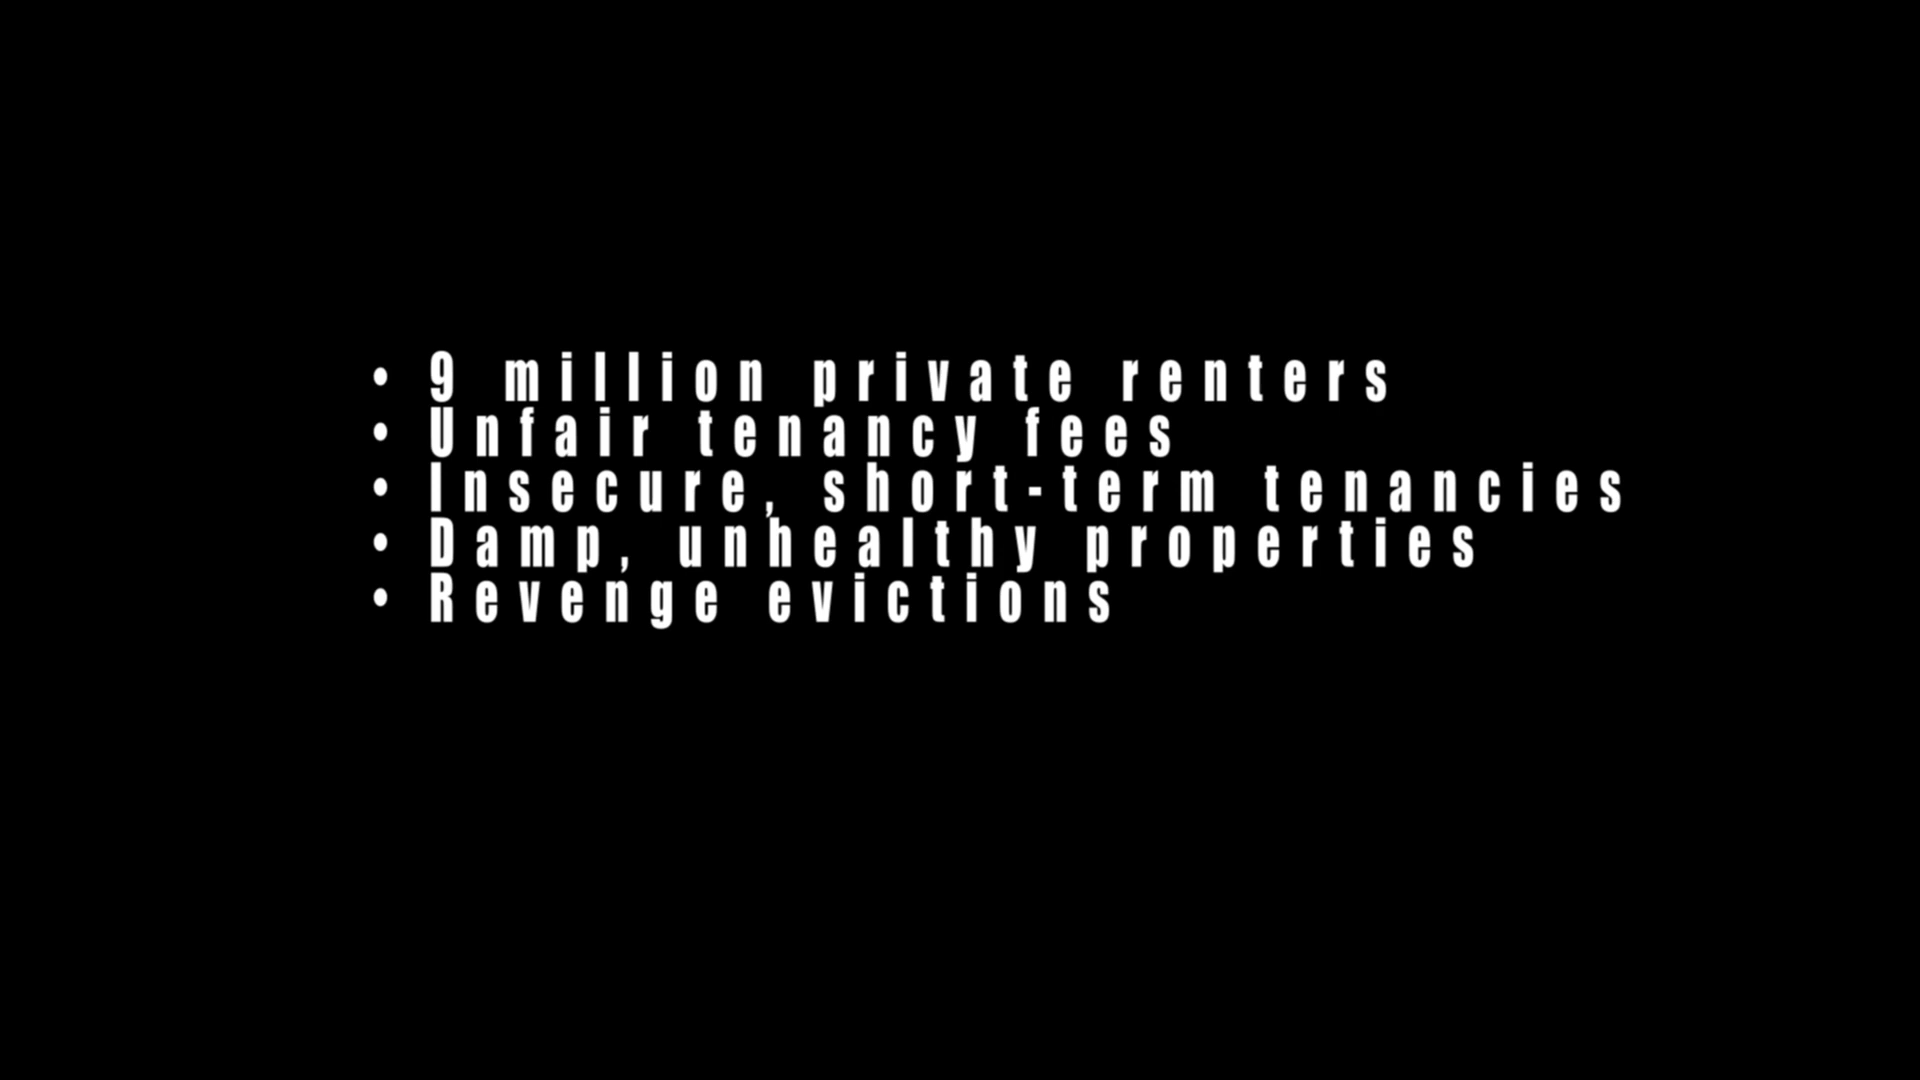 • 9 million private renters
• Unfair tenancy fees
• Insecure, short-term tenancies
• Damp, unhealthy properties
• Revenge evictions